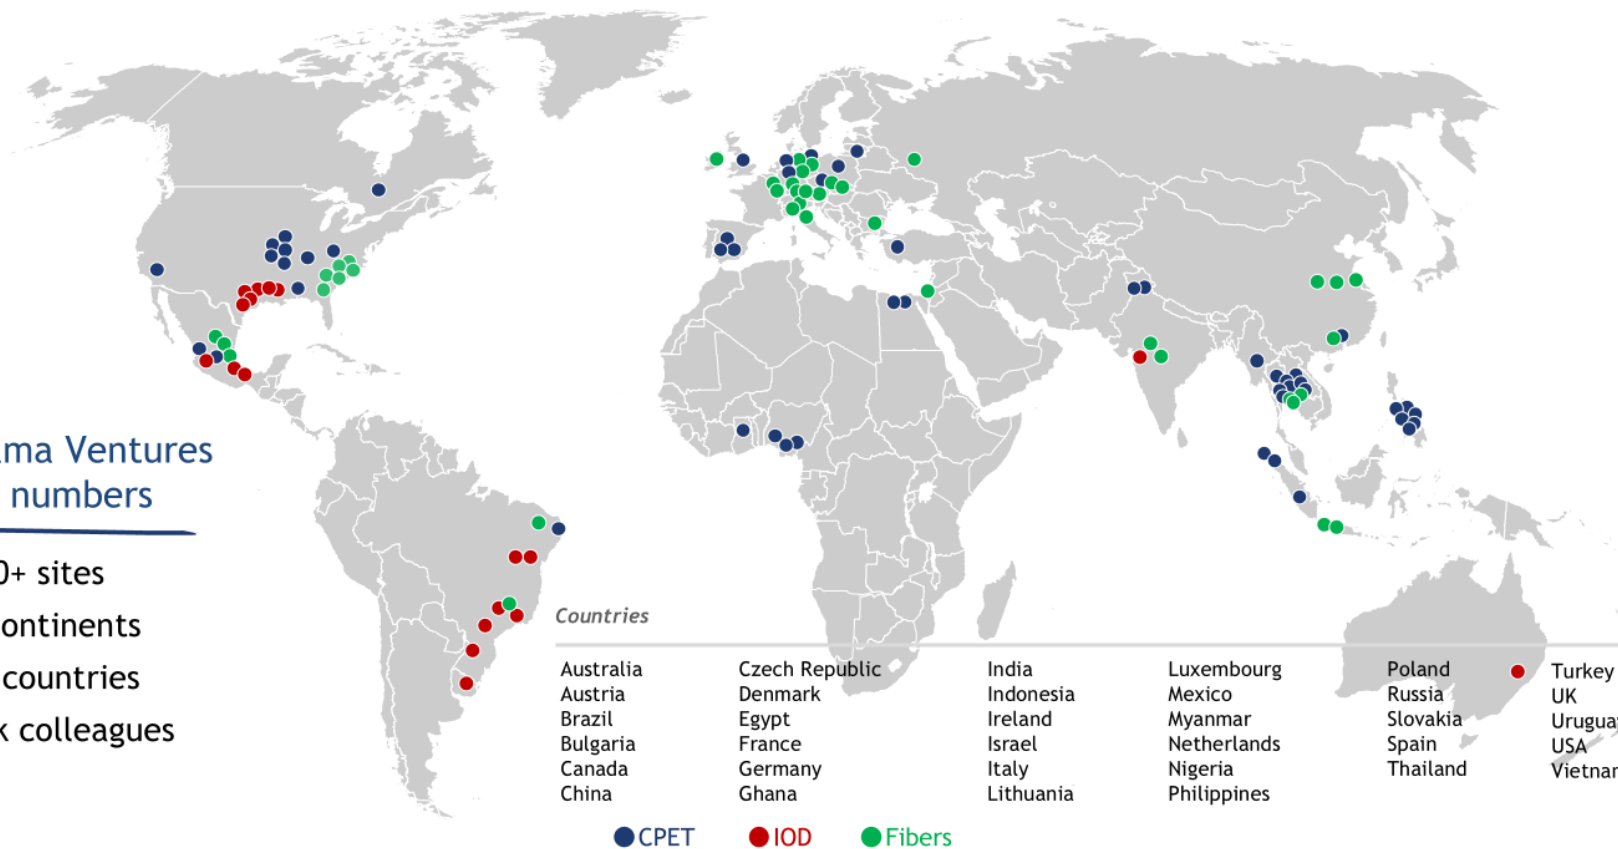 ma Ventures
numbers
0+ sites
ontinents
countries
k colleagues
Countries
Australia
Austria
Brazil
Bulgaria
Canada
China
Czech Republic
Denmark
Egypt
France
Germany
Ghana
India
Indonesia
Ireland
Israel
Italy
Lithuania
Luxembourg
Mexico
Myanmar
Netherlands
Nigeria
Philippines
Poland
Russia
Slovakia
Spain
Thailand
Turkey
UK
Urugua
USA
Vietna
CPET IOD Fibers